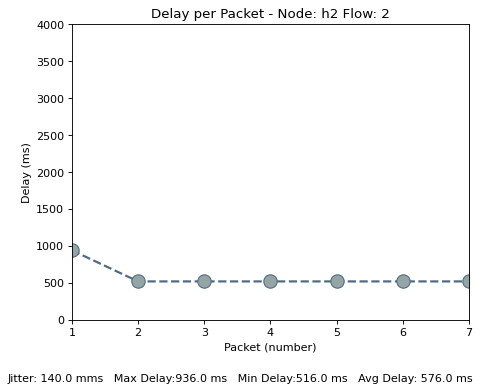 Delay per Packet - Node: h2 Flow: 2
4000
3500
3000
2500
2000
1500
1000
500
0
Delay (ms)
1 2 3 4 5 6 7
Packet (number)
Jitter: 140.0 mms Max Delay:936.0 ms Min Delay:516.0 ms Avg Delay: 576.0 ms